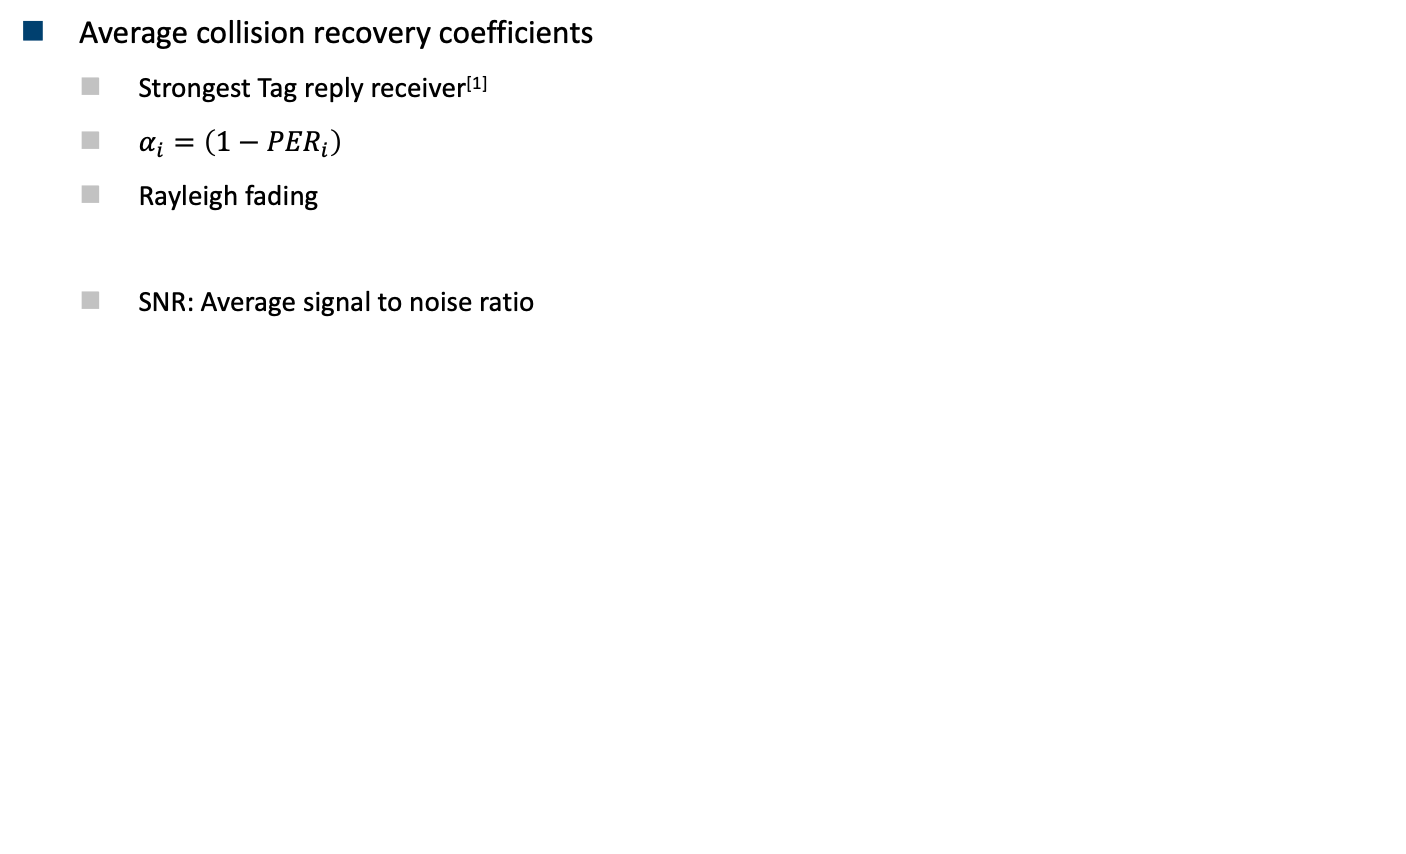 Average collision recovery coefficients
Strongest Tag reply receiver[1]
αᵢ = (1 − PERᵢ)
Rayleigh fading
SNR: Average signal to noise ratio